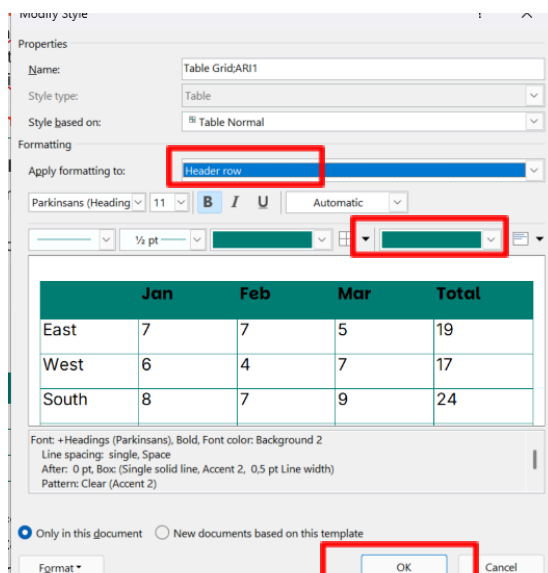 Modify Style ? ×
Properties
Name: Table Grid;ARI1
Style type: Table
Style based on: Table Normal
Formatting
Apply formatting to: Header row
Parkinsans (Heading 11 B I U Automatic
½ pt
Jan Feb Mar Total
East 7 7 5 19
West 6 4 7 17
South 8 7 9 24
Font: +Headings (Parkinsans), Bold, Font color: Background 2
Line spacing: single, Space
After: 0 pt, Box: (Single solid line, Accent 2, 0,5 pt Line width)
Pattern: Clear (Accent 2)
Only in this document New documents based on this template
Format OK Cancel